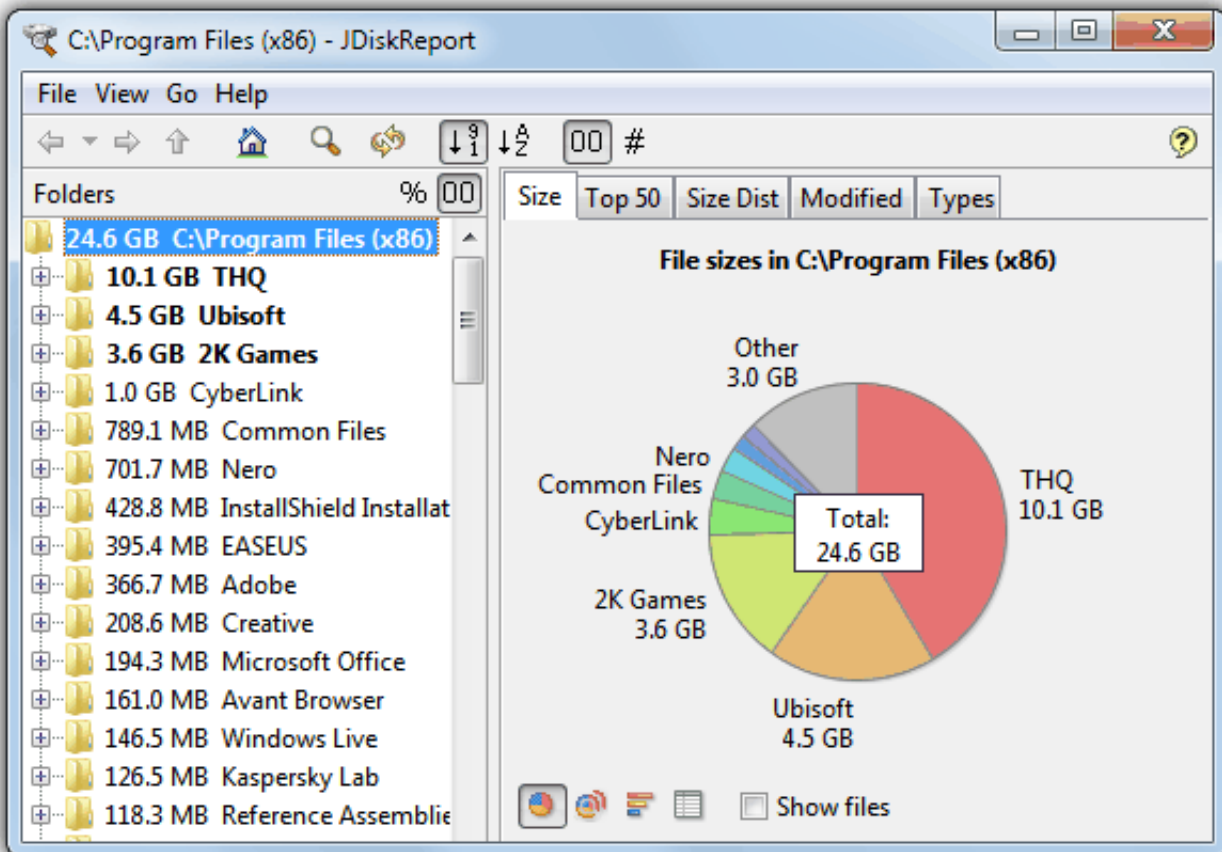 C:\Program Files (x86) - JDiskReport
File View Go Help
Folders % 00
24.6 GB C:\Program Files (x86)
10.1 GB THQ
4.5 GB Ubisoft
3.6 GB 2K Games
1.0 GB CyberLink
789.1 MB Common Files
701.7 MB Nero
428.8 MB InstallShield Installat
395.4 MB EASEUS
366.7 MB Adobe
208.6 MB Creative
194.3 MB Microsoft Office
161.0 MB Avant Browser
146.5 MB Windows Live
126.5 MB Kaspersky Lab
118.3 MB Reference Assemblie
Size Top 50 Size Dist Modified Types
File sizes in C:\Program Files (x86)
Other
3.0 GB
Nero
Common Files
CyberLink
2K Games
3.6 GB
Ubisoft
4.5 GB
THQ
10.1 GB
Total:
24.6 GB
Show files